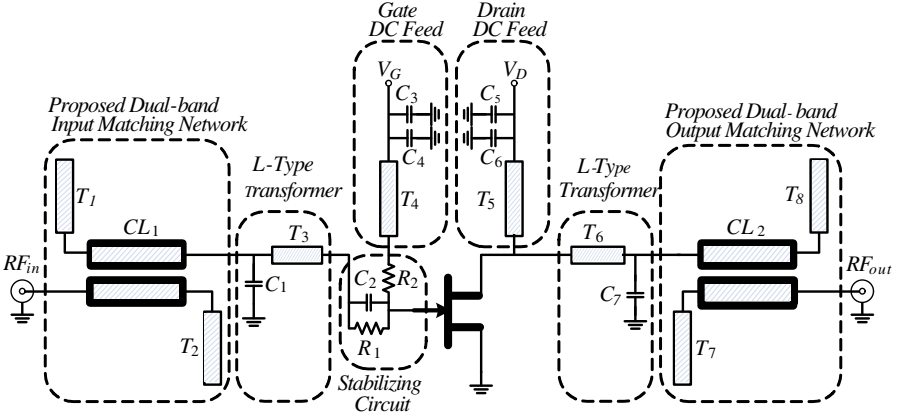 Gate
DC Feed
Drain
DC Feed
V_G
V_D
C_3
C_4
C_5
C_6
T_4
T_5
Proposed Dual-band
Input Matching Network
L-Type
Transformer
L-Type
Transformer
Proposed Dual-band
Output Matching Network
T_1
CL_1
T_3
T_6
CL_2
T_8
RF_in
C_1
C_2
R_2
R_1
C_7
RF_out
T_2
T_7
Stabilizing
Circuit